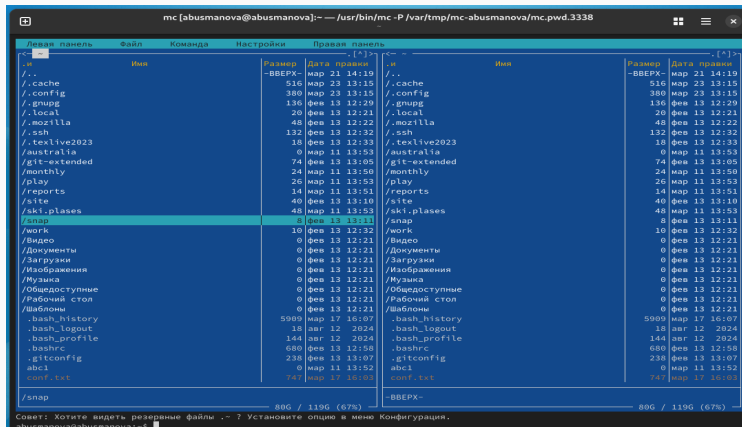 mc [abusmanova@abusmanova]:~ — /usr/bin/mc -P /var/tmp/mc-abusmanova/mc.pwd.3338
Левая панель Файл Команда Настройки Правая панель
<— ~ —.[^]> <— ~ —.[^]>
.и Имя Размер Дата правки .и Имя Размер Дата правки
/.. -ВВЕРХ- мар 21 14:19 /.. -ВВЕРХ- мар 21 14:19
/.cache 516 мар 23 13:15 /.cache 516 мар 23 13:15
/.config 380 мар 23 13:15 /.config 380 мар 23 13:15
/.gnupg 136 фев 13 12:29 /.gnupg 136 фев 13 12:29
/.local 20 фев 13 12:21 /.local 20 фев 13 12:21
/.mozilla 48 фев 13 12:22 /.mozilla 48 фев 13 12:22
/.ssh 132 фев 13 12:32 /.ssh 132 фев 13 12:32
/.texlive2023 18 фев 13 12:33 /.texlive2023 18 фев 13 12:33
/australia 0 мар 11 13:53 /australia 0 мар 11 13:53
/git-extended 74 фев 13 13:05 /git-extended 74 фев 13 13:05
/monthly 24 мар 11 13:50 /monthly 24 мар 11 13:50
/play 26 мар 11 13:53 /play 26 мар 11 13:53
/reports 14 мар 11 13:51 /reports 14 мар 11 13:51
/site 40 фев 13 13:10 /site 40 фев 13 13:10
/ski.plases 48 мар 11 13:53 /ski.plases 48 мар 11 13:53
/snap 8 фев 13 13:11 /snap 8 фев 13 13:11
/work 10 фев 13 12:32 /work 10 фев 13 12:32
/Видео 0 фев 13 12:21 /Видео 0 фев 13 12:21
/Документы 0 фев 13 12:21 /Документы 0 фев 13 12:21
/Загрузки 0 фев 13 12:21 /Загрузки 0 фев 13 12:21
/Изображения 0 фев 13 12:21 /Изображения 0 фев 13 12:21
/Музыка 0 фев 13 12:21 /Музыка 0 фев 13 12:21
/Общедоступные 0 фев 13 12:21 /Общедоступные 0 фев 13 12:21
/Рабочий стол 0 фев 13 12:21 /Рабочий стол 0 фев 13 12:21
/Шаблоны 0 фев 13 12:21 /Шаблоны 0 фев 13 12:21
.bash_history 5909 мар 17 16:07 .bash_history 5909 мар 17 16:07
.bash_logout 18 авг 12 2024 .bash_logout 18 авг 12 2024
.bash_profile 144 авг 12 2024 .bash_profile 144 авг 12 2024
.bashrc 680 фев 13 12:58 .bashrc 680 фев 13 12:58
.gitconfig 238 фев 13 13:07 .gitconfig 238 фев 13 13:07
abc1 0 мар 11 13:52 abc1 0 мар 11 13:52
conf.txt 747 мар 17 16:03 conf.txt 747 мар 17 16:03
/snap -ВВЕРХ-
80G / 119G (67%) 80G / 119G (67%)
Совет: Хотите видеть резервные файлы .~ ? Установите опцию в меню Конфигурация.
abusmanova@abusmanova:~$